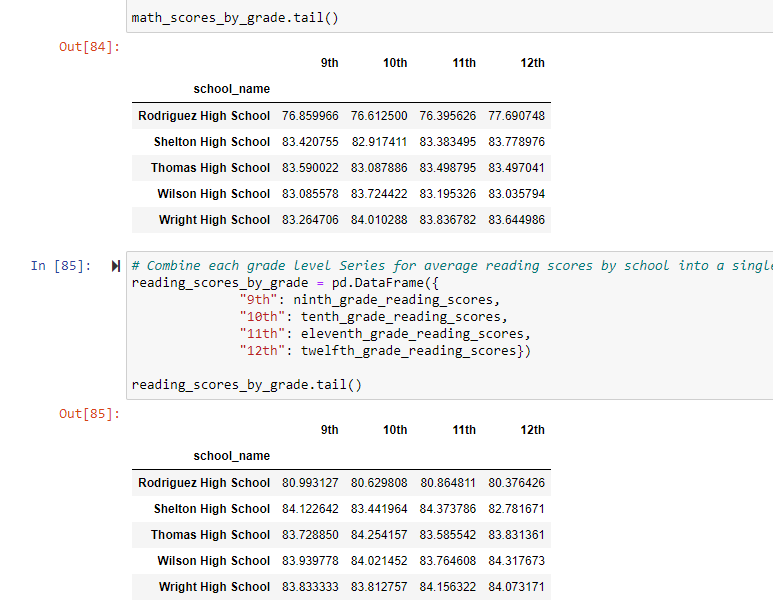 math_scores_by_grade.tail()
Out[84]:
9th 10th 11th 12th
school_name
Rodriguez High School 76.859966 76.612500 76.395626 77.690748
Shelton High School 83.420755 82.917411 83.383495 83.778976
Thomas High School 83.590022 83.087886 83.498795 83.497041
Wilson High School 83.085578 83.724422 83.195326 83.035794
Wright High School 83.264706 84.010288 83.836782 83.644986
In [85]: # Combine each grade level Series for average reading scores by school into a single
reading_scores_by_grade = pd.DataFrame({
"9th": ninth_grade_reading_scores,
"10th": tenth_grade_reading_scores,
"11th": eleventh_grade_reading_scores,
"12th": twelfth_grade_reading_scores})
reading_scores_by_grade.tail()
Out[85]:
9th 10th 11th 12th
school_name
Rodriguez High School 80.993127 80.629808 80.864811 80.376426
Shelton High School 84.122642 83.441964 84.373786 82.781671
Thomas High School 83.728850 84.254157 83.585542 83.831361
Wilson High School 83.939778 84.021452 83.764608 84.317673
Wright High School 83.833333 83.812757 84.156322 84.073171